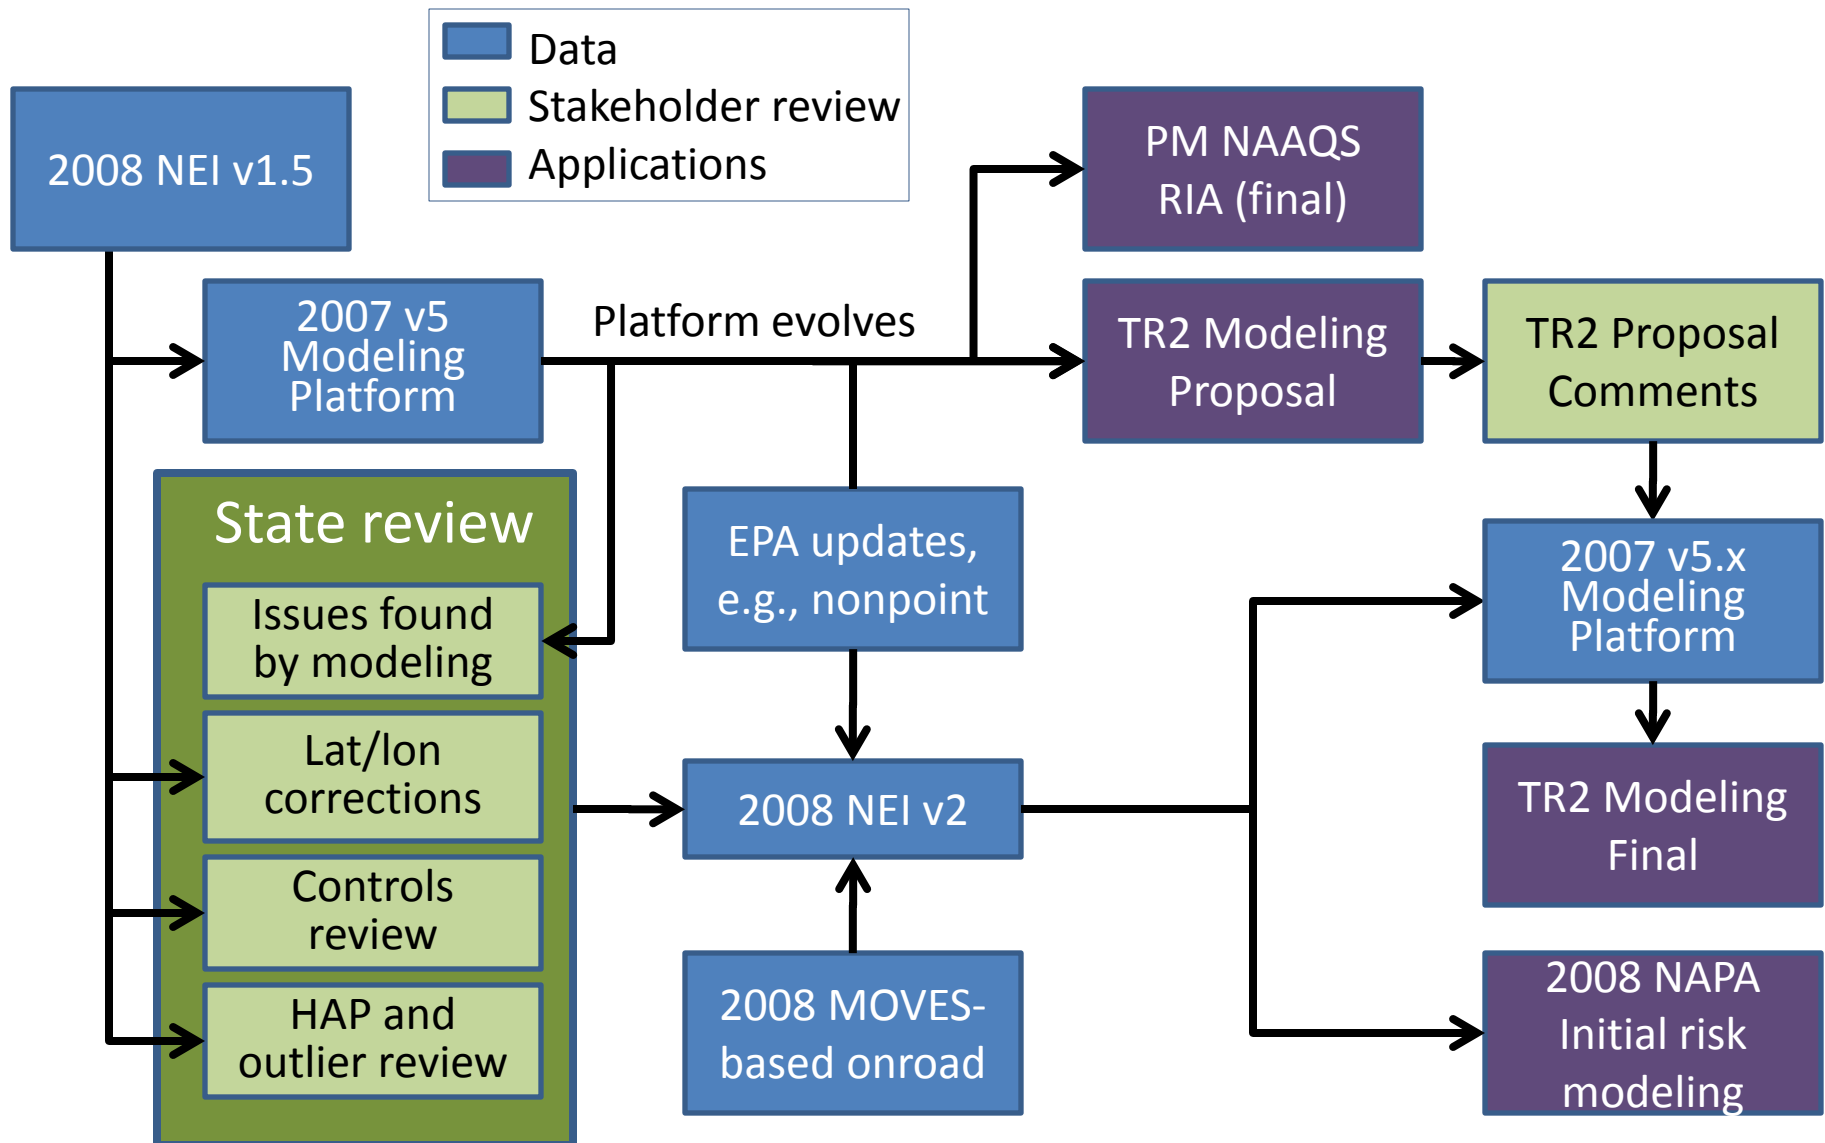 Data
Stakeholder review
Applications
2008 NEI v1.5
PM NAAQS
RIA (final)
2007 v5
Modeling
Platform
Platform evolves
TR2 Modeling
Proposal
TR2 Proposal
Comments
State review
Issues found
by modeling
Lat/lon
corrections
Controls
review
HAP and
outlier review
EPA updates,
e.g., nonpoint
2008 NEI v2
2008 MOVES-
based onroad
2007 v5.x
Modeling
Platform
TR2 Modeling
Final
2008 NAPA
Initial risk
modeling